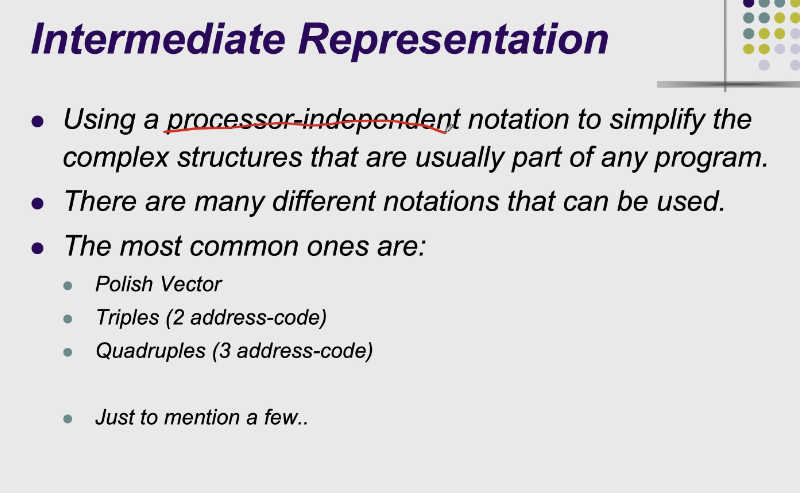 Intermediate Representation
Using a processor-independent notation to simplify the
complex structures that are usually part of any program.
There are many different notations that can be used.
The most common ones are:
Polish Vector
Triples (2 address-code)
Quadruples (3 address-code)
Just to mention a few..